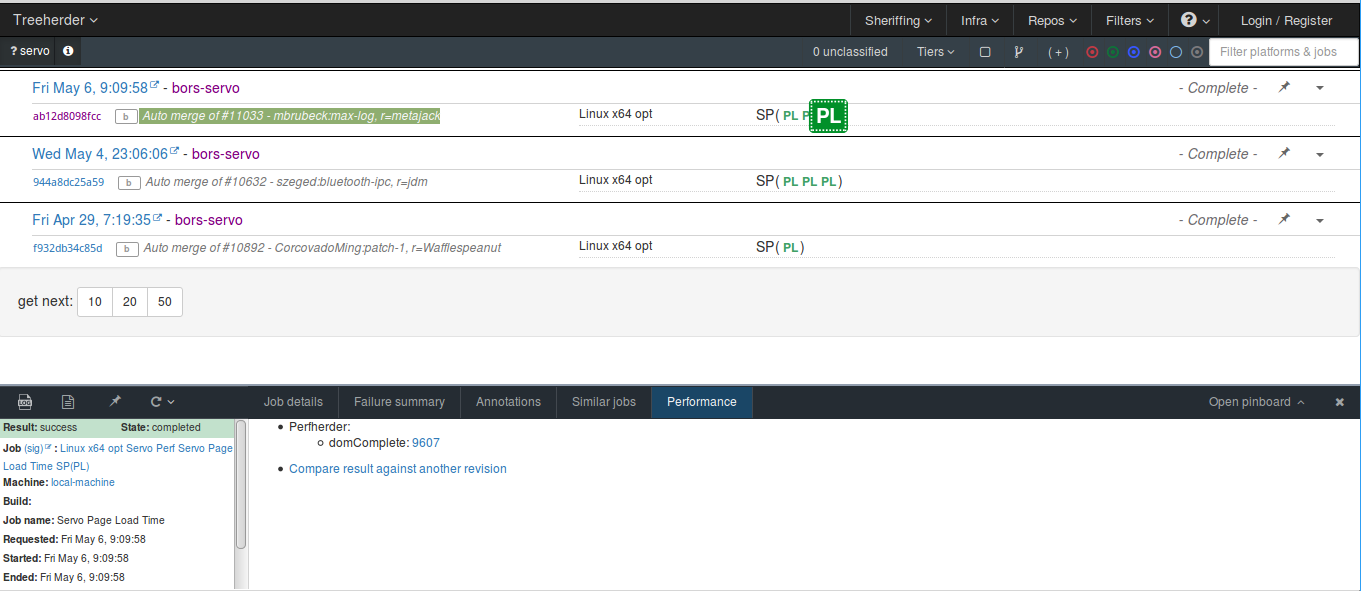 Treeherder Sheriffing Infra Repos Filters ? Login / Register
? servo 0 unclassified Tiers ( + ) Filter platforms & jobs
Fri May 6, 9:09:58 - bors-servo - Complete -
ab12d8098fcc b Auto merge of #11033 - mbrubeck:max-log, r=metajack Linux x64 opt SP( PL P PL
Wed May 4, 23:06:06 - bors-servo - Complete -
944a8dc25a59 b Auto merge of #10632 - szeged:bluetooth-ipc, r=jdm Linux x64 opt SP( PL PL PL )
Fri Apr 29, 7:19:35 - bors-servo - Complete -
f932db34c85d b Auto merge of #10892 - CorcovadoMing:patch-1, r=Wafflespeanut Linux x64 opt SP( PL )
get next: 10 20 50
Job details Failure summary Annotations Similar jobs Performance Open pinboard
Result: success State: completed
Job (sig) : Linux x64 opt Servo Perf Servo Page
Load Time SP(PL)
Machine: local-machine
Build:
Job name: Servo Page Load Time
Requested: Fri May 6, 9:09:58
Started: Fri May 6, 9:09:58
Ended: Fri May 6, 9:09:58
Perfherder:
domComplete: 9607
Compare result against another revision